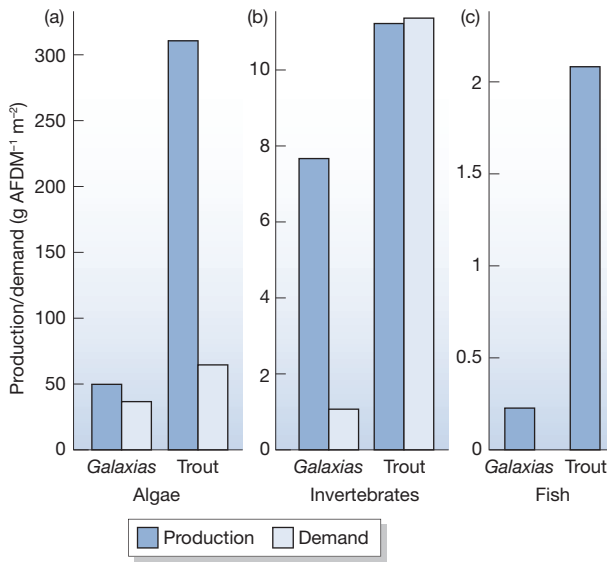 (a)
(b)
(c)
Production/demand (g AFDM⁻¹ m⁻²)
300
250
200
150
100
50
0
Galaxias Trout
Algae
10
8
6
4
2
0
Galaxias Trout
Invertebrates
2
1.5
1
0.5
0
Galaxias Trout
Fish
Production Demand